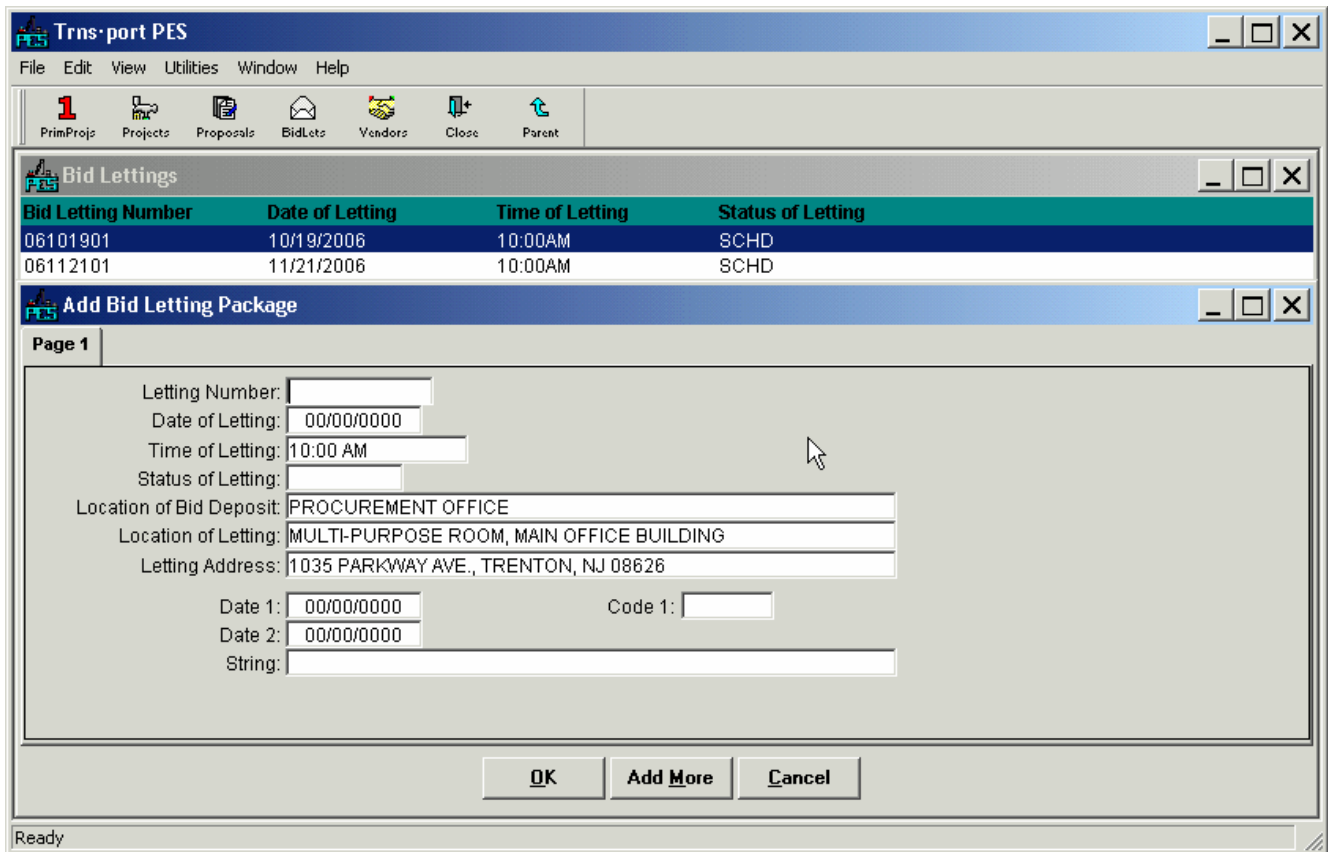 Trns·port PES
File Edit View Utilities Window Help
1
PrimProjs Projects Proposals BidLets Vendors Close Parent
PES Bid Lettings
Bid Letting Number Date of Letting Time of Letting Status of Letting
06101901 10/19/2006 10:00AM SCHD
06112101 11/21/2006 10:00AM SCHD
PES Add Bid Letting Package
Page 1
Letting Number:
Date of Letting: 00/00/0000
Time of Letting: 10:00 AM
Status of Letting:
Location of Bid Deposit: PROCUREMENT OFFICE
Location of Letting: MULTI-PURPOSE ROOM, MAIN OFFICE BUILDING
Letting Address: 1035 PARKWAY AVE., TRENTON, NJ 08626
Date 1: 00/00/0000 Code 1:
Date 2: 00/00/0000
String:
OK Add More Cancel
Ready